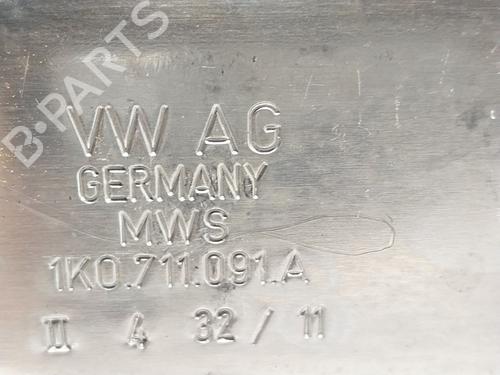 B-PARTS
VW AG
GERMANY
MWS
1K0.711.091.A
II 4 32/11